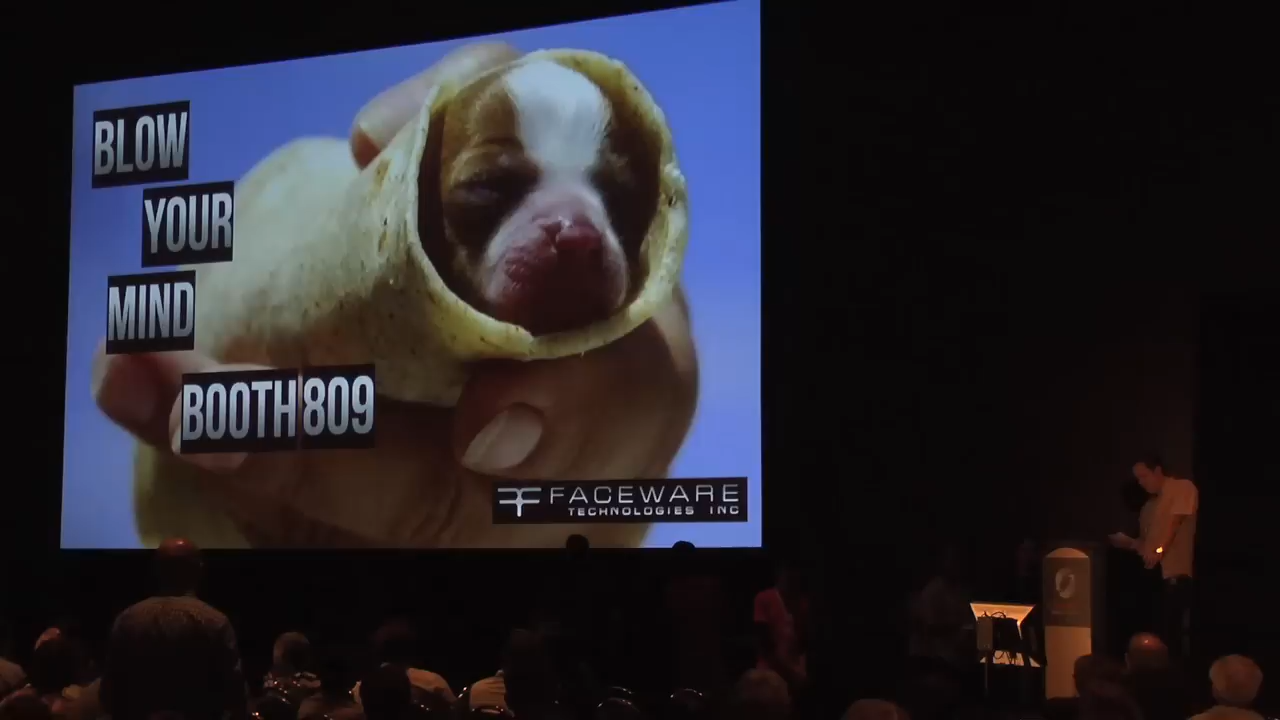 BLOW
YOUR
MIND
BOOTH 809
FACEWARE
TECHNOLOGIES INC